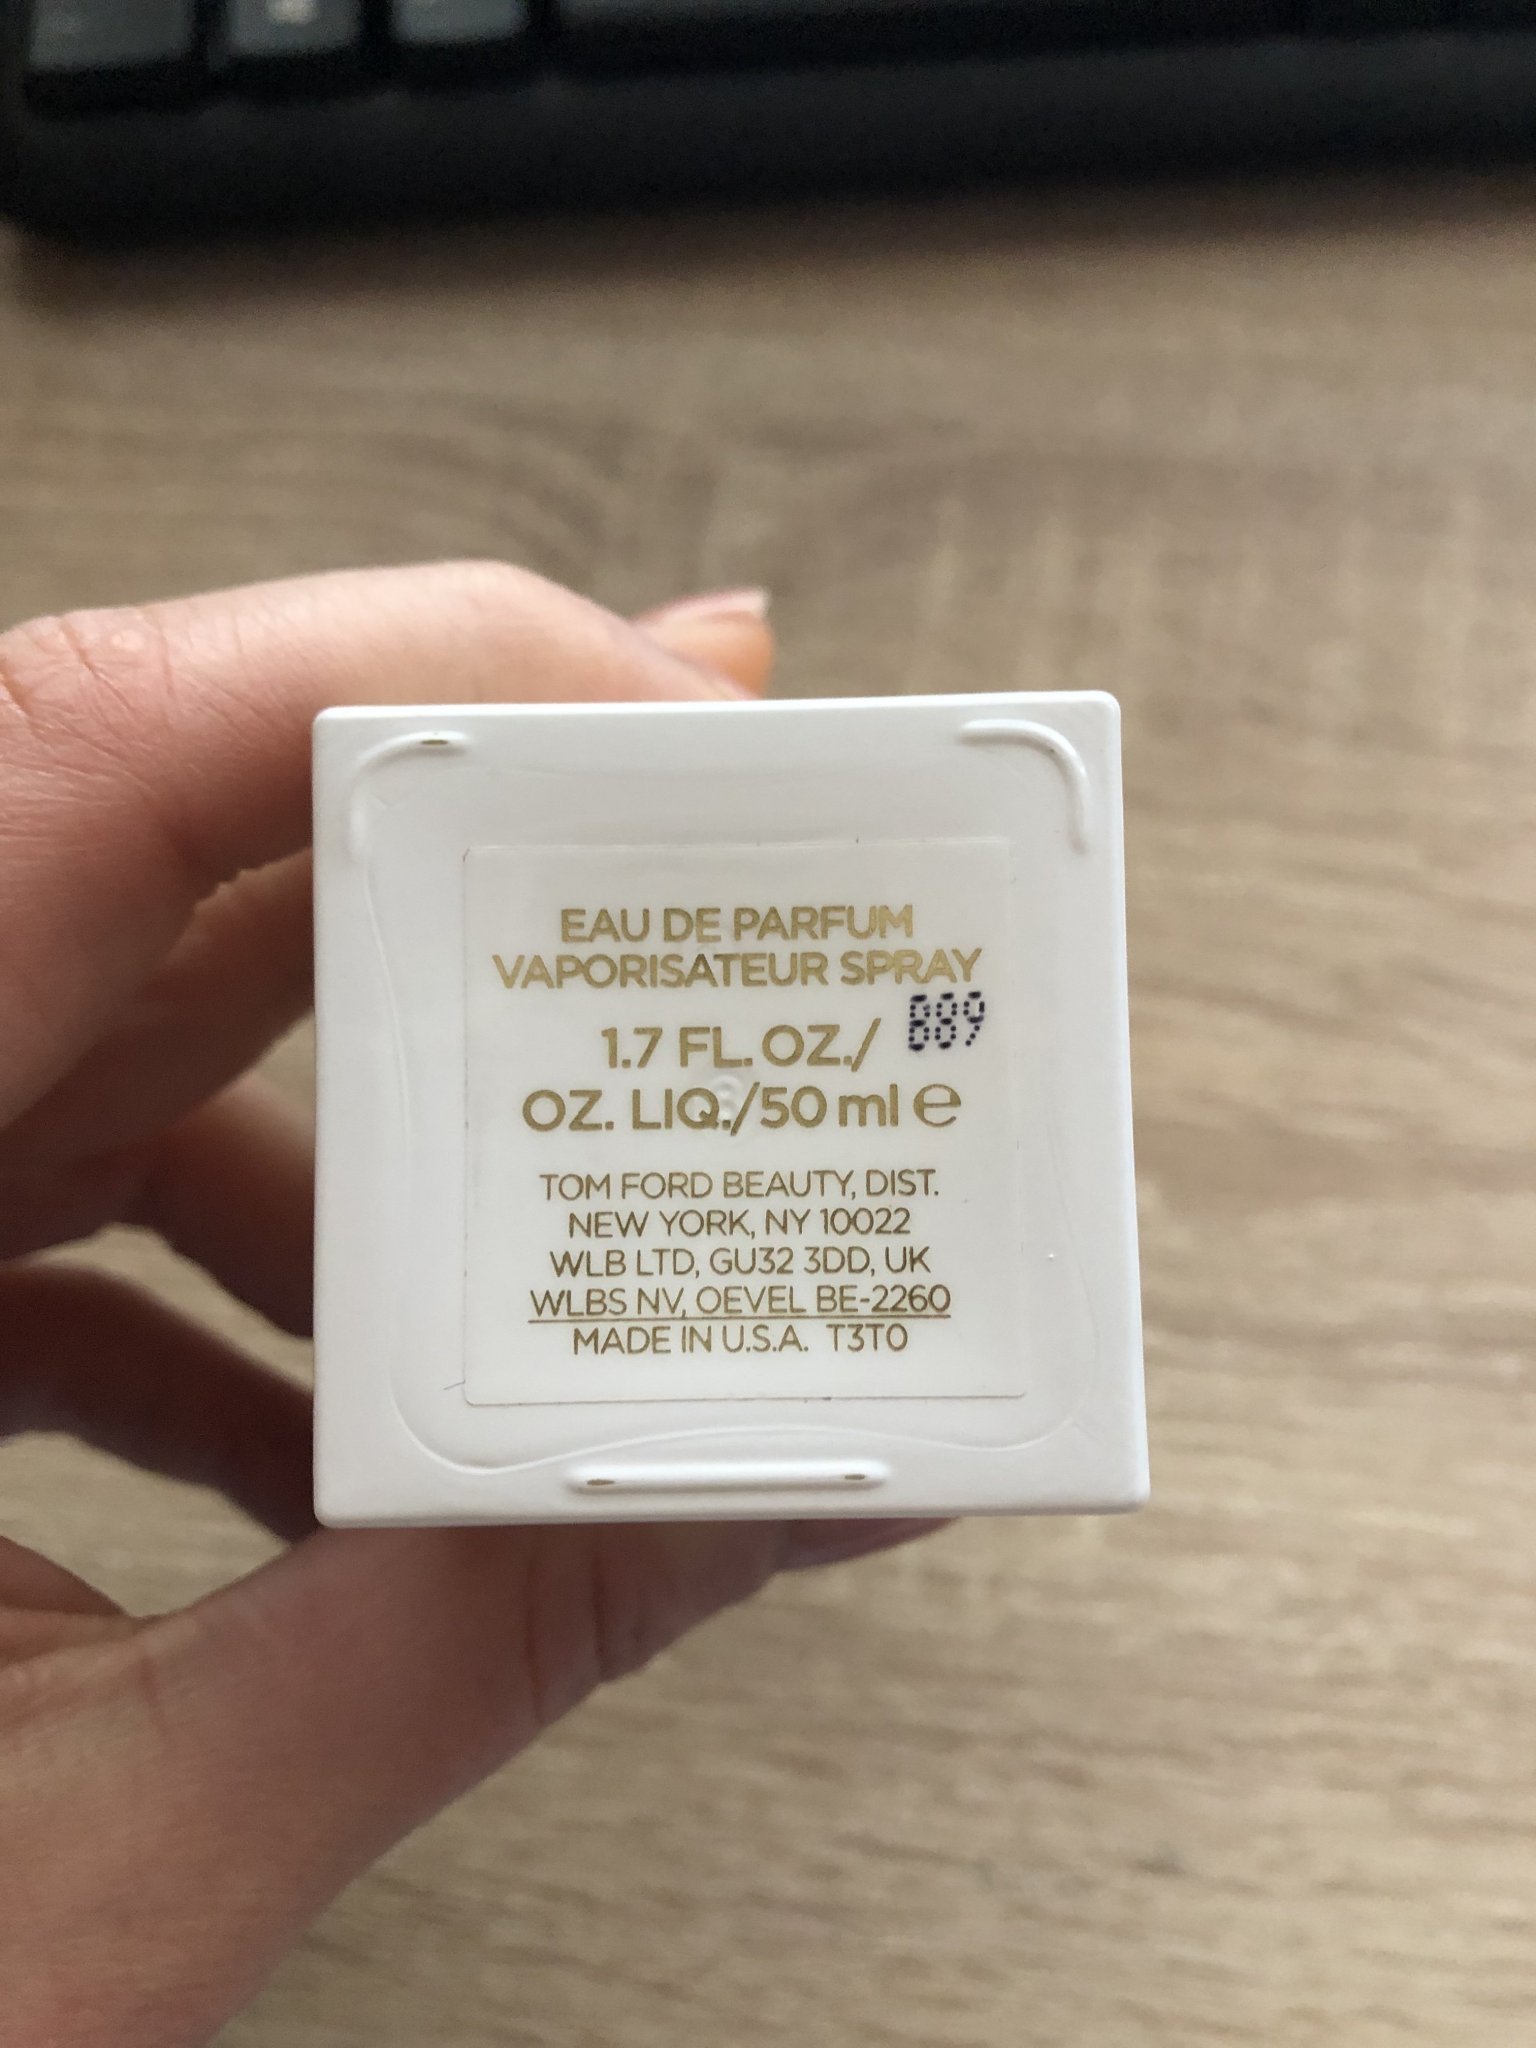 EAU DE PARFUM
VAPORISATEUR SPRAY
B89
1.7 FL. OZ./
OZ. LIQ./50 ml ℮
TOM FORD BEAUTY, DIST.
NEW YORK, NY 10022
WLB LTD, GU32 3DD, UK
WLBS NV, OEVEL BE-2260
MADE IN U.S.A. T3T0